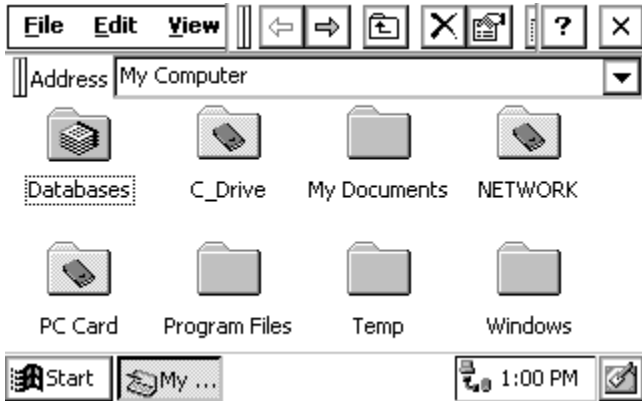 File Edit View ?
Address My Computer
Databases C_Drive My Documents NETWORK
PC Card Program Files Temp Windows
Start My ... 1:00 PM